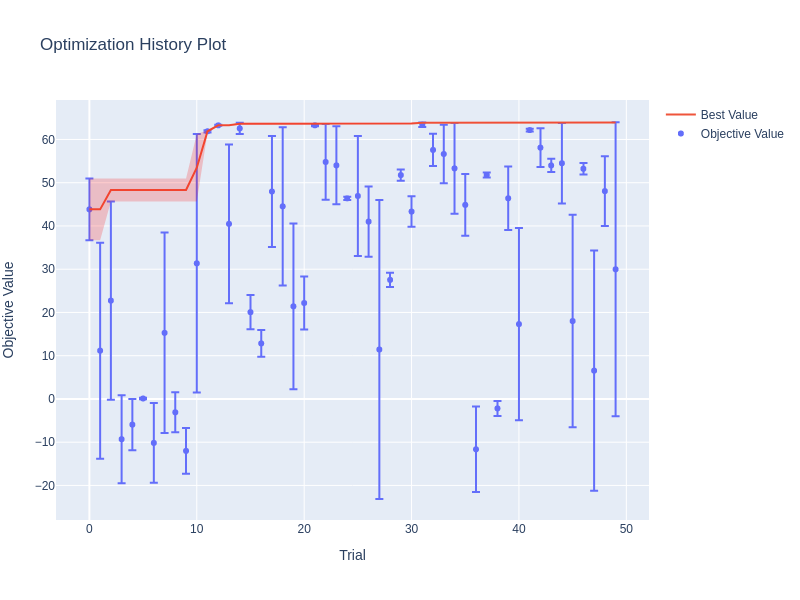 Optimization History Plot
Best Value
Objective Value
Objective Value
60
50
40
30
20
10
0
−10
−20
0 10 20 30 40 50
Trial